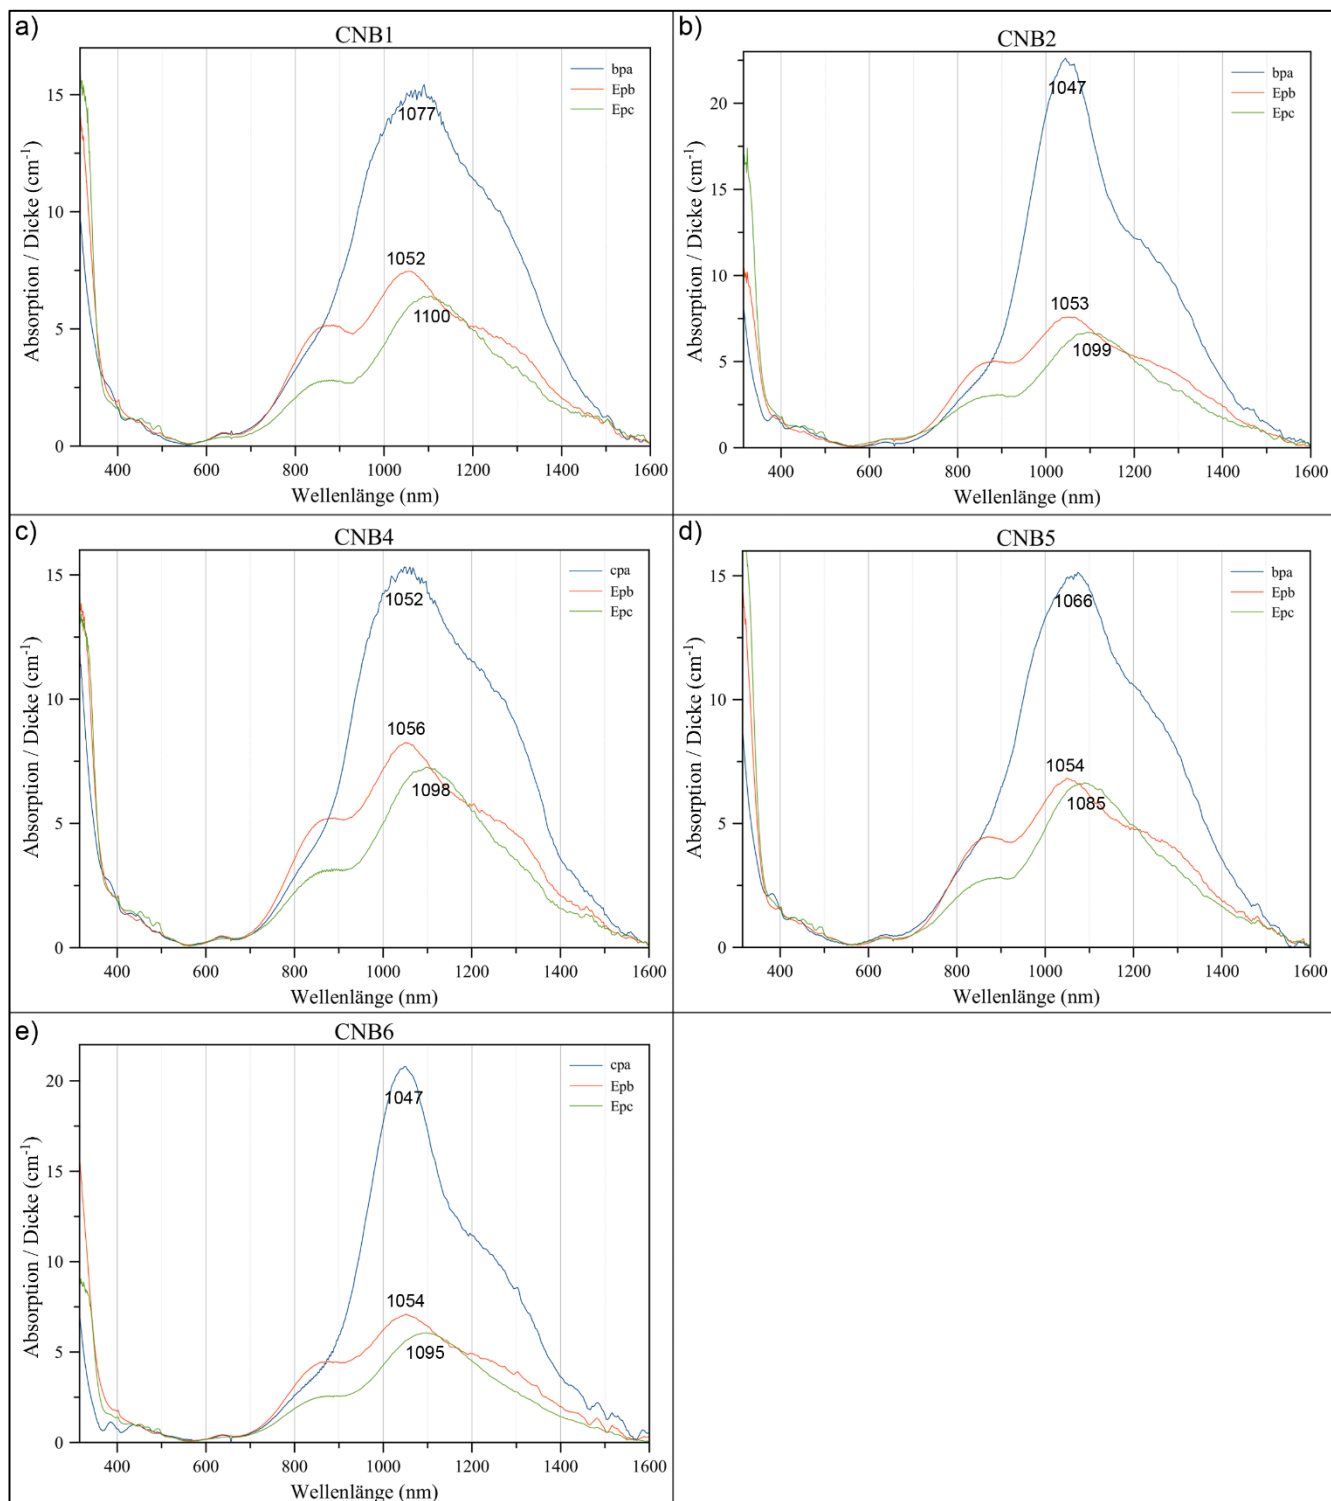 a)
CNB1
Absorption / Dicke (cm⁻¹)
15
10
5
0
bpa
Epb
Epc
1077
1052
1100
400 600 800 1000 1200 1400 1600
Wellenlänge (nm)
b)
CNB2
Absorption / Dicke (cm⁻¹)
20
15
10
5
0
bpa
Epb
Epc
1047
1053
1099
400 600 800 1000 1200 1400 1600
Wellenlänge (nm)
c)
CNB4
Absorption / Dicke (cm⁻¹)
15
10
5
0
cpa
Epb
Epc
1052
1056
1098
400 600 800 1000 1200 1400 1600
Wellenlänge (nm)
d)
CNB5
Absorption / Dicke (cm⁻¹)
15
10
5
0
bpa
Epb
Epc
1066
1054
1085
400 600 800 1000 1200 1400 1600
Wellenlänge (nm)
e)
CNB6
Absorption / Dicke (cm⁻¹)
20
15
10
5
0
cpa
Epb
Epc
1047
1054
1095
400 600 800 1000 1200 1400 1600
Wellenlänge (nm)